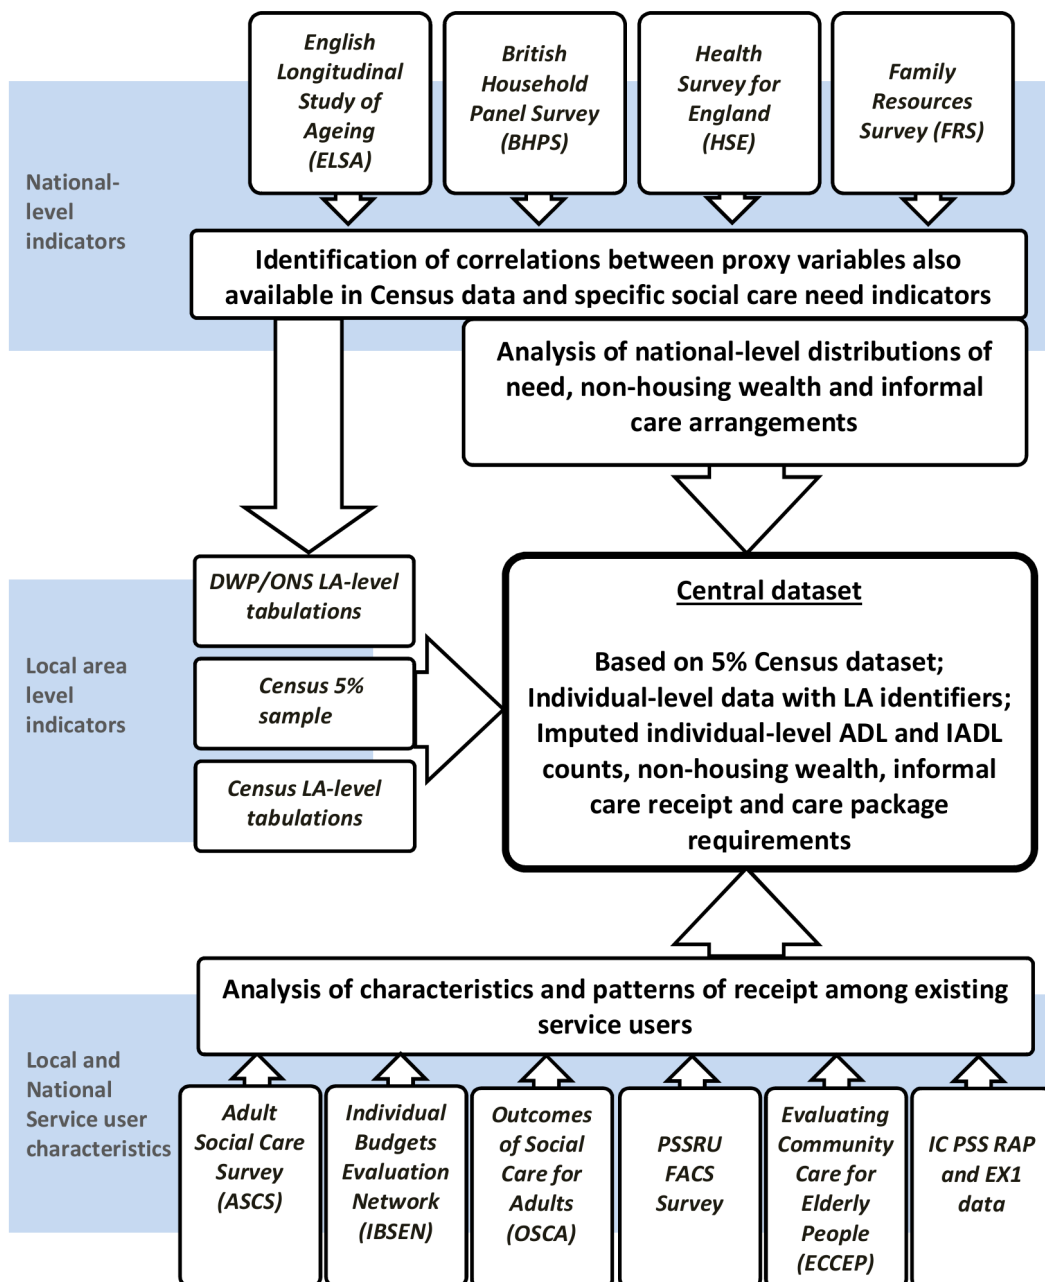 English
Longitudinal
Study of
Ageing
(ELSA)
British
Household
Panel Survey
(BHPS)
Health
Survey for
England
(HSE)
Family
Resources
Survey (FRS)
National-
level
indicators
Identification of correlations between proxy variables also
available in Census data and specific social care need indicators
Analysis of national-level distributions of
need, non-housing wealth and informal
care arrangements
Local area
level
indicators
DWP/ONS LA-level
tabulations
Census 5%
sample
Census LA-level
tabulations
Central dataset
Based on 5% Census dataset;
Individual-level data with LA identifiers;
Imputed individual-level ADL and IADL
counts, non-housing wealth, informal
care receipt and care package
requirements
Analysis of characteristics and patterns of receipt among existing
service users
Local and
National
Service user
characteristics
Adult
Social Care
Survey
(ASCS)
Individual
Budgets
Evaluation
Network
(IBSEN)
Outcomes
of Social
Care for
Adults
(OSCA)
PSSRU
FACS
Survey
Evaluating
Community
Care for
Elderly
People
(ECCEP)
IC PSS RAP
and EX1
data